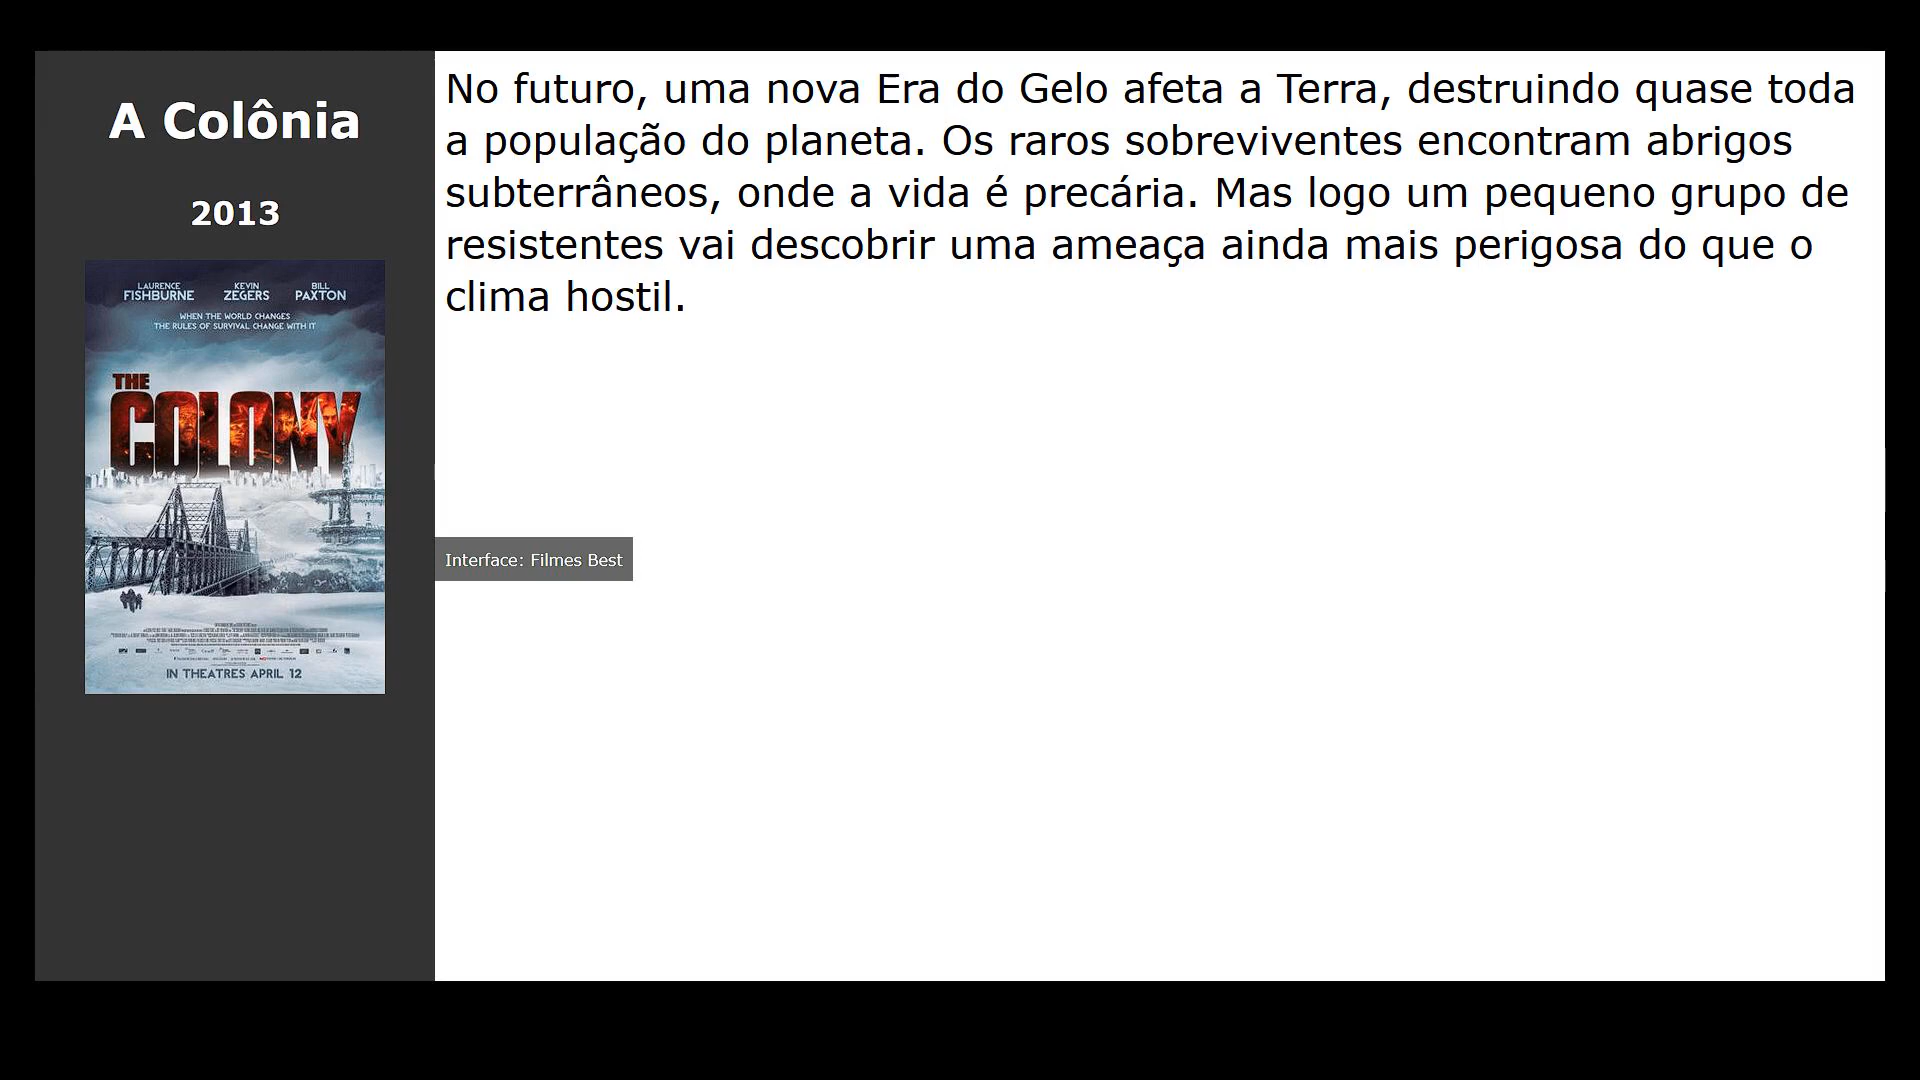 A Colônia
2013
LAURENCE KEVIN BILL
FISHBURNE ZEGERS PAXTON
WHEN THE WORLD CHANGES
THE RULES OF SURVIVAL CHANGE WITH IT
THE
COLONY
IN THEATRES APRIL 12
No futuro, uma nova Era do Gelo afeta a Terra, destruindo quase toda
a população do planeta. Os raros sobreviventes encontram abrigos
subterrâneos, onde a vida é precária. Mas logo um pequeno grupo de
resistentes vai descobrir uma ameaça ainda mais perigosa do que o
clima hostil.
Interface: Filmes Best